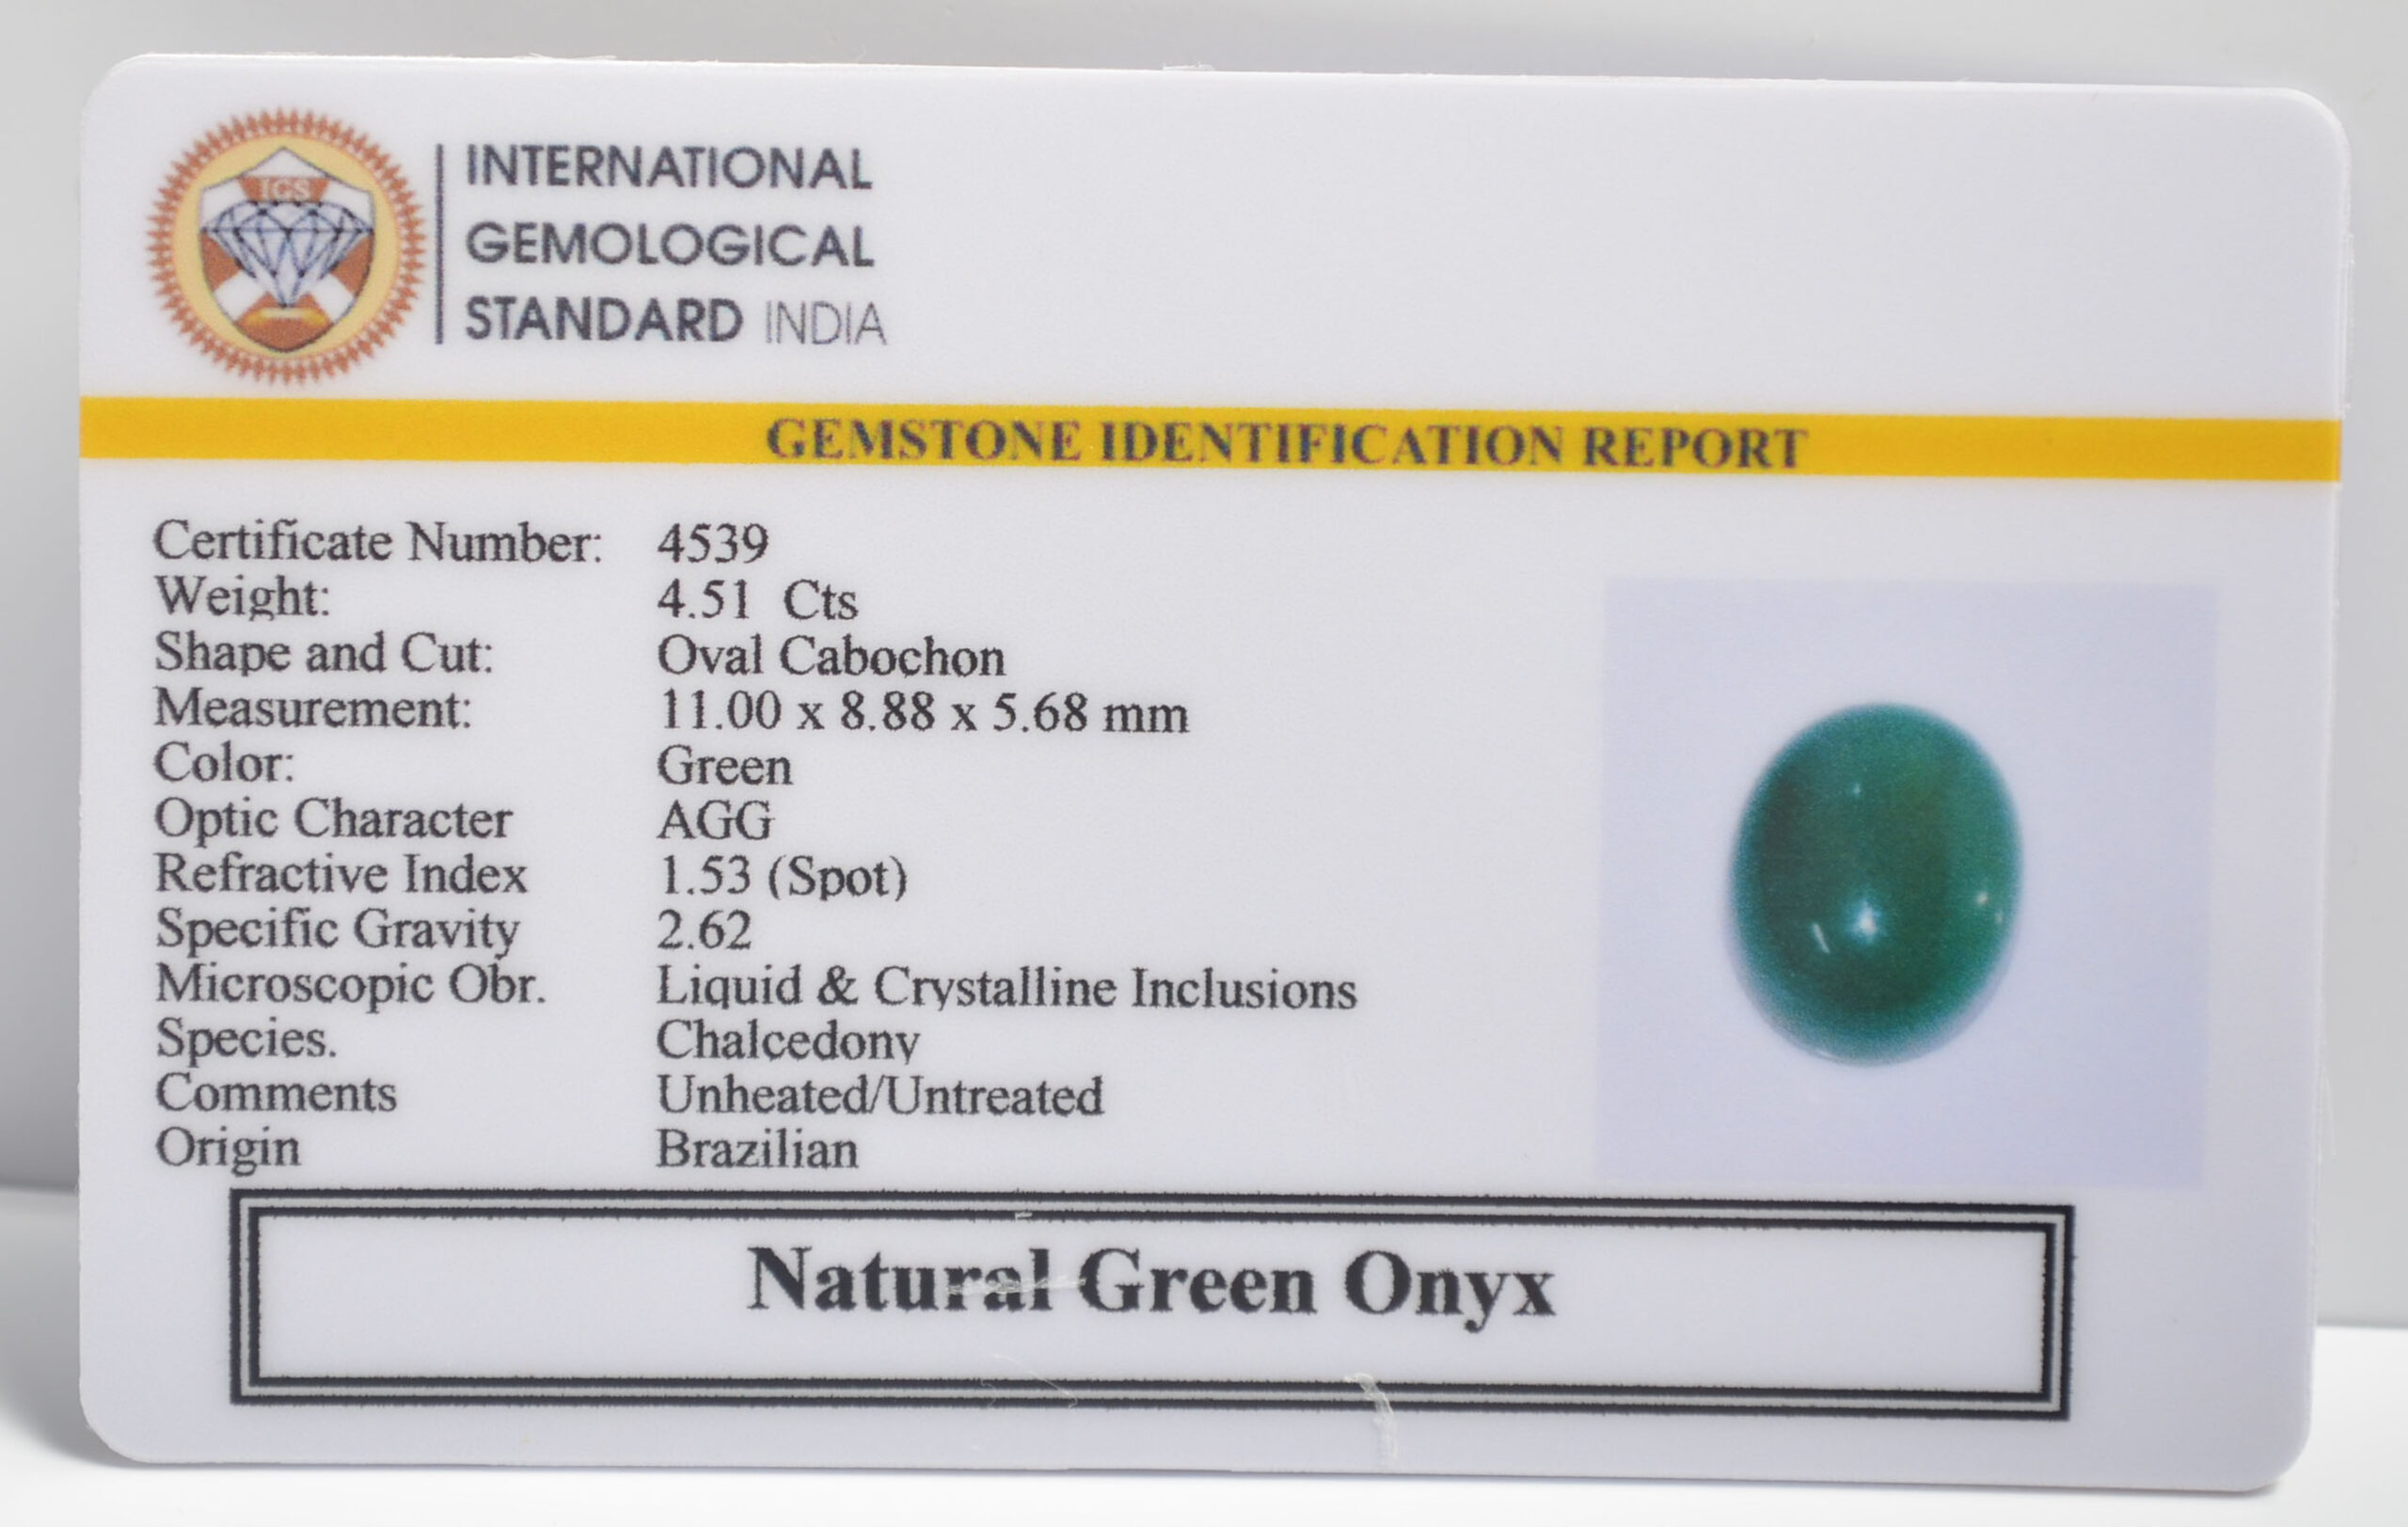 IGS
INTERNATIONAL
GEMOLOGICAL
STANDARD INDIA
GEMSTONE IDENTIFICATION REPORT
Certificate Number: 4539
Weight: 4.51 Cts
Shape and Cut: Oval Cabochon
Measurement: 11.00 x 8.88 x 5.68 mm
Color: Green
Optic Character AGG
Refractive Index 1.53 (Spot)
Specific Gravity 2.62
Microscopic Obr. Liquid & Crystalline Inclusions
Species. Chalcedony
Comments Unheated/Untreated
Origin Brazilian
Natural Green Onyx